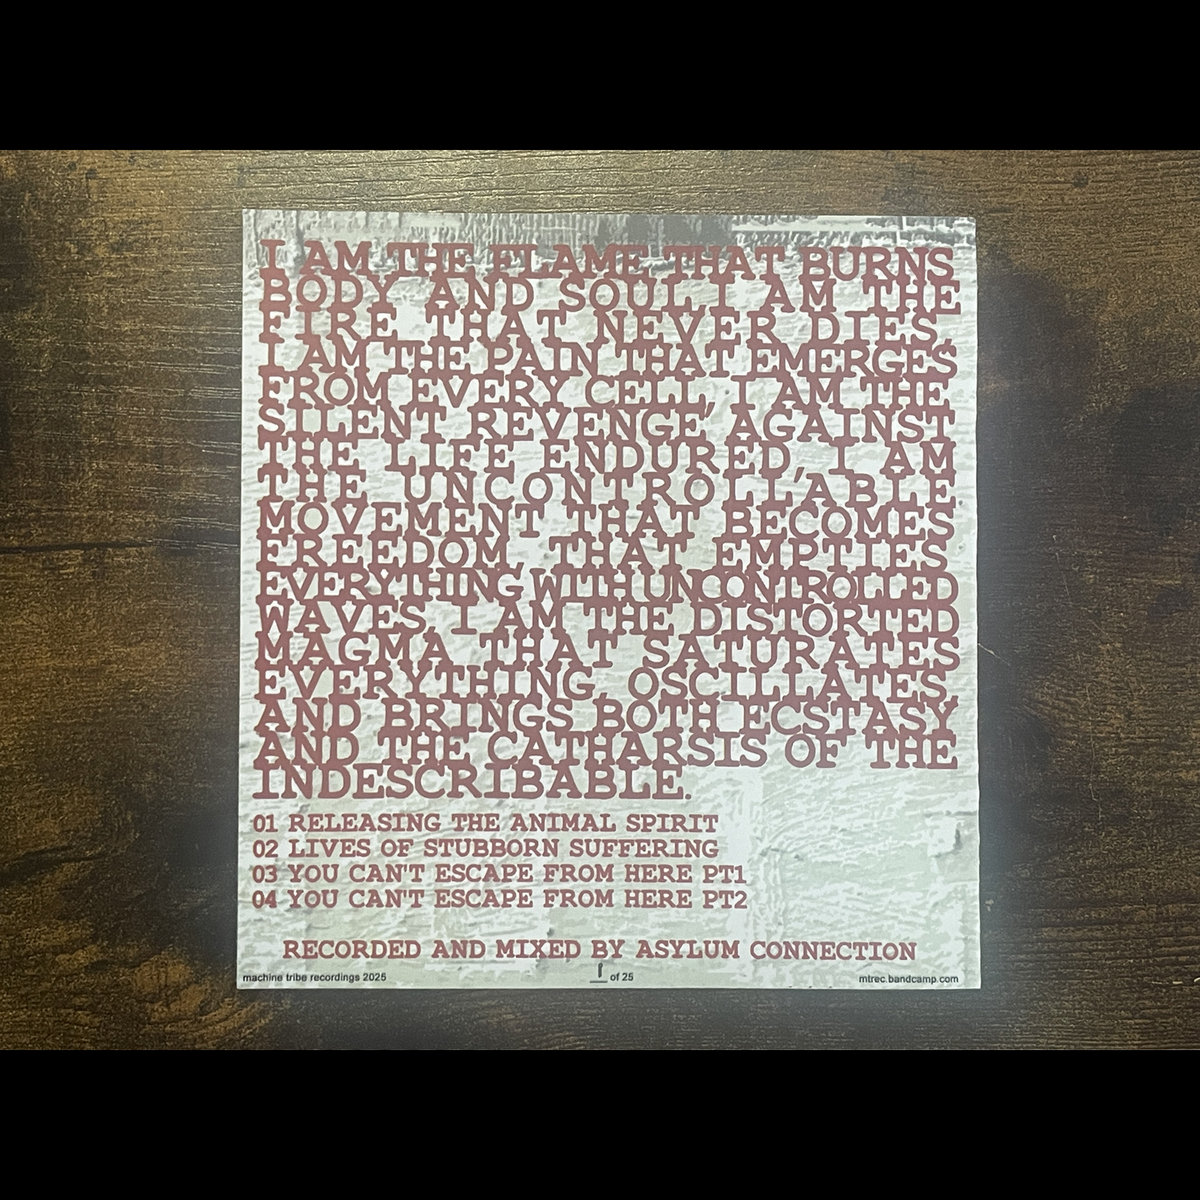 I AM THE FLAME THAT BURNS
BODY AND SOUL, I AM THE
FIRE THAT NEVER DIES.
I AM THE PAIN THAT EMERGES
FROM EVERY CELL, I AM THE
SILENT REVENGE AGAINST
THE LIFE ENDURED, I AM
THE UNCONTROLLABLE
MOVEMENT THAT BECOMES
FREEDOM, THAT EMPTIES
EVERYTHING WITH UNCONTROLLED
WAVES, I AM THE DISTORTED
MAGMA, THAT SATURATES
EVERYTHING, OSCILLATES,
AND BRINGS BOTH ECSTASY
AND THE CATHARSIS OF THE
INDESCRIBABLE.
01 RELEASING THE ANIMAL SPIRIT
02 LIVES OF STUBBORN SUFFERING
03 YOU CAN'T ESCAPE FROM HERE PT1
04 YOU CAN'T ESCAPE FROM HERE PT2
RECORDED AND MIXED BY ASYLUM CONNECTION
machine tribe recordings 2025
1 of 25
mtrec.bandcamp.com